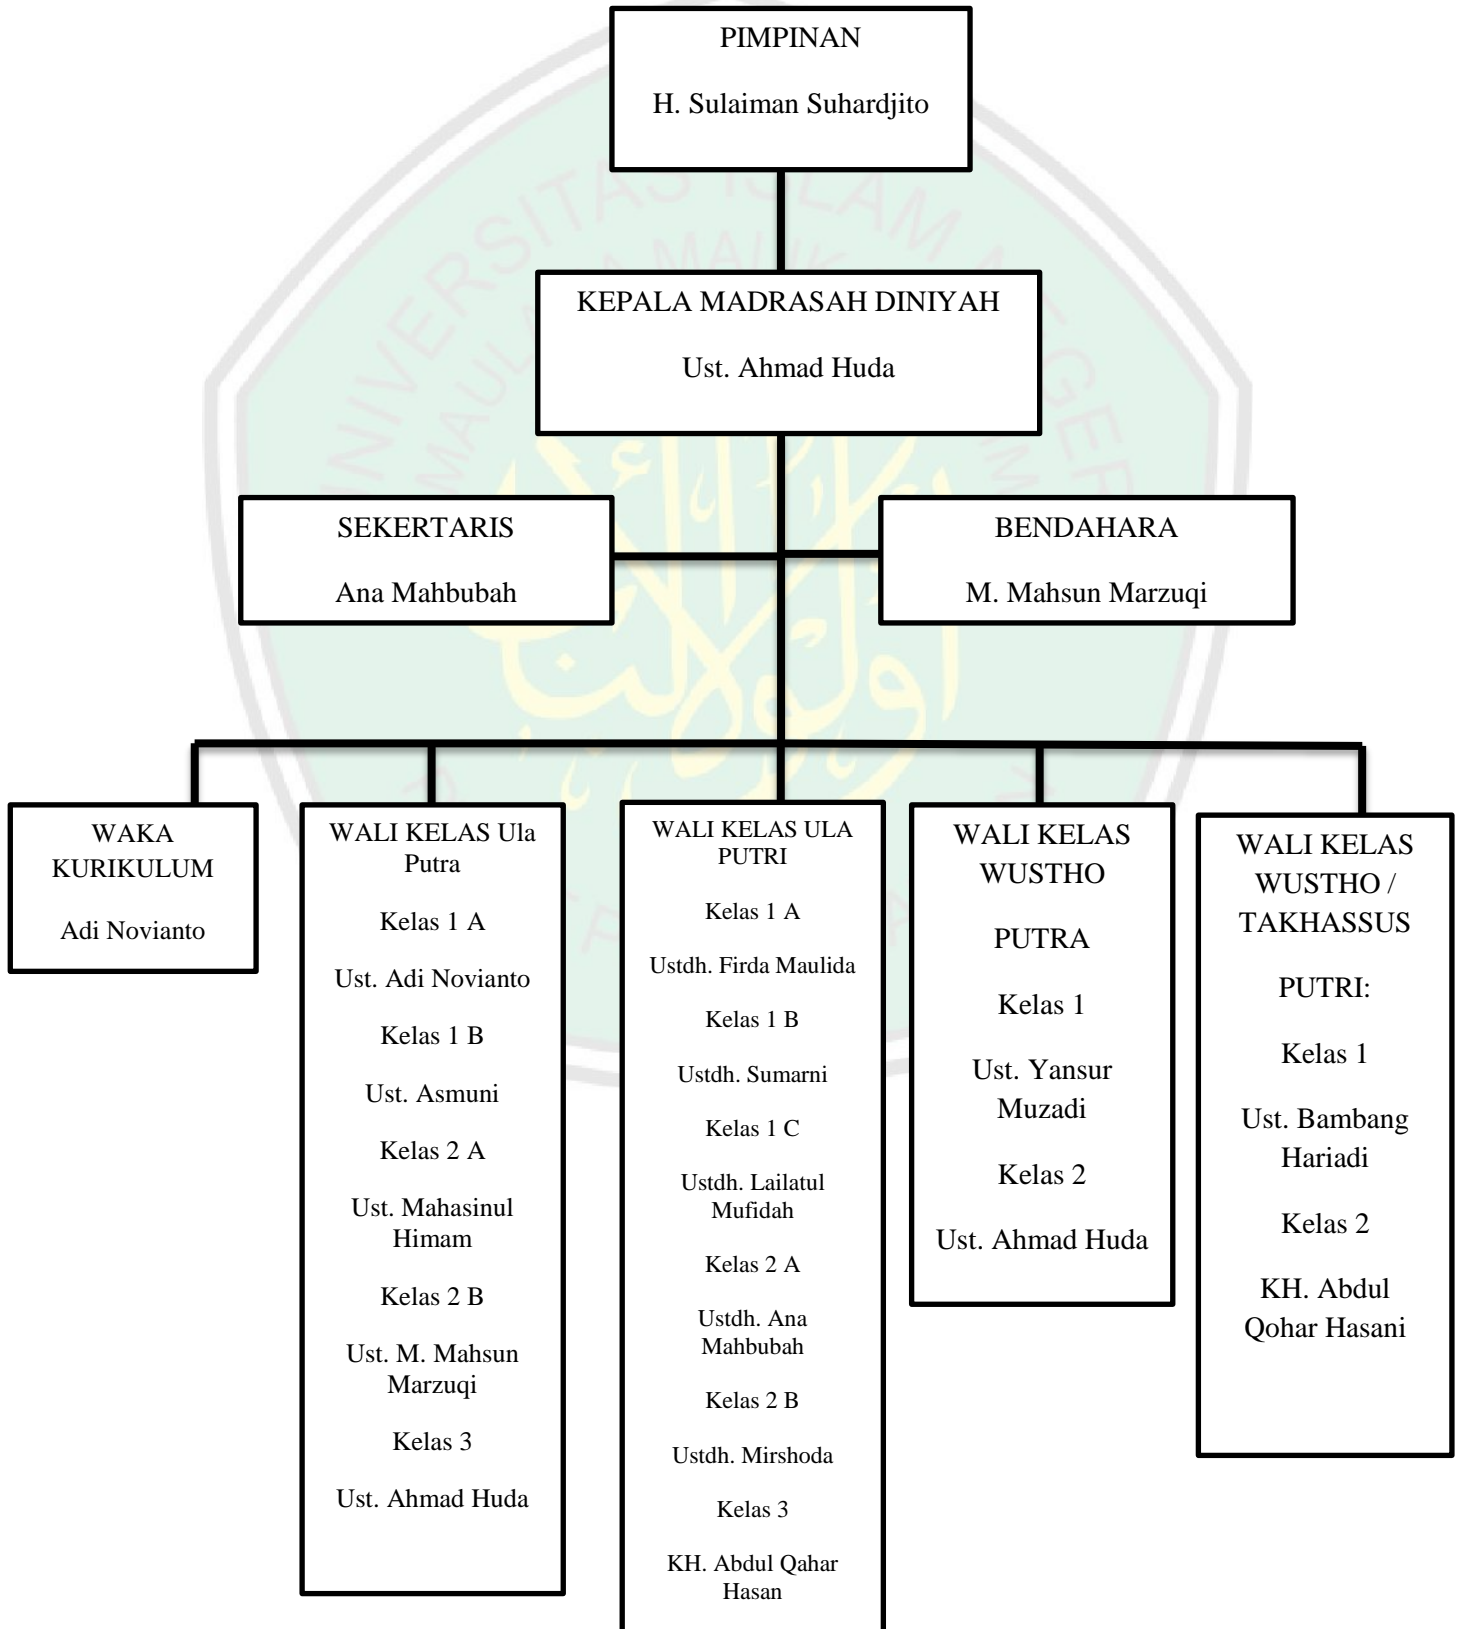 PIMPINAN
H. Sulaiman Suhardjito
KEPALA MADRASAH DINIYAH
Ust. Ahmad Huda
SEKERTARIS
Ana Mahbubah
BENDAHARA
M. Mahsun Marzuqi
WAKA
KURIKULUM
Adi Novianto
WALI KELAS Ula
Putra
Kelas 1 A
Ust. Adi Novianto
Kelas 1 B
Ust. Asmuni
Kelas 2 A
Ust. Mahasinul
Himam
Kelas 2 B
Ust. M. Mahsun
Marzuqi
Kelas 3
Ust. Ahmad Huda
WALI KELAS ULA
PUTRI
Kelas 1 A
Ustdh. Firda Maulida
Kelas 1 B
Ustdh. Sumarni
Kelas 1 C
Ustdh. Lailatul
Mufidah
Kelas 2 A
Ustdh. Ana
Mahbubah
Kelas 2 B
Ustdh. Mirshoda
Kelas 3
KH. Abdul Qahar
Hasan
WALI KELAS
WUSTHO
PUTRA
Kelas 1
Ust. Yansur
Muzadi
Kelas 2
Ust. Ahmad Huda
WALI KELAS
WUSTHO /
TAKHASSUS
PUTRI:
Kelas 1
Ust. Bambang
Hariadi
Kelas 2
KH. Abdul
Qohar Hasani